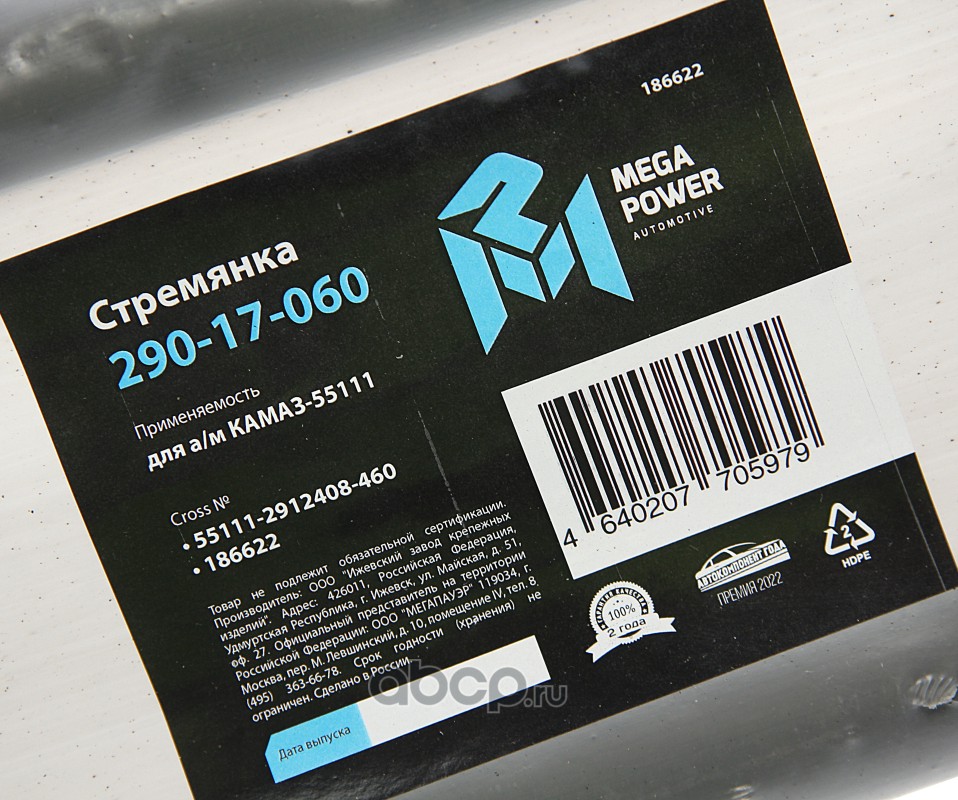 186622
MEGA
POWER
AUTOMOTIVE
Стремянка
290-17-060
Применяемость
для а/м КАМАЗ-55111
Cross №
• 55111-2912408-460
• 186622
Товар не подлежит обязательной сертификации.
Производитель: ООО "Ижевский завод крепёжных
изделий". Адрес: 426011, Российская Федерация,
Удмуртская Республика, г. Ижевск, ул. Майская, д. 51,
оф. 27. Официальный представитель на территории
Российской Федерации: ООО "МЕГАПАУЭР" 119034, г.
Москва, пер. М. Левшинский, д. 10, помещение IV, тел. 8
(495) 363-66-78. Срок годности (хранения) не
ограничен. Сделано в России
Дата выпуска
4 640207 705979
ГАРАНТИЯ КАЧЕСТВА
100%
2 года
АВТОКОМПОНЕНТ ГОДА
ПРЕМИЯ 2022
2
HDPE
abcp.ru